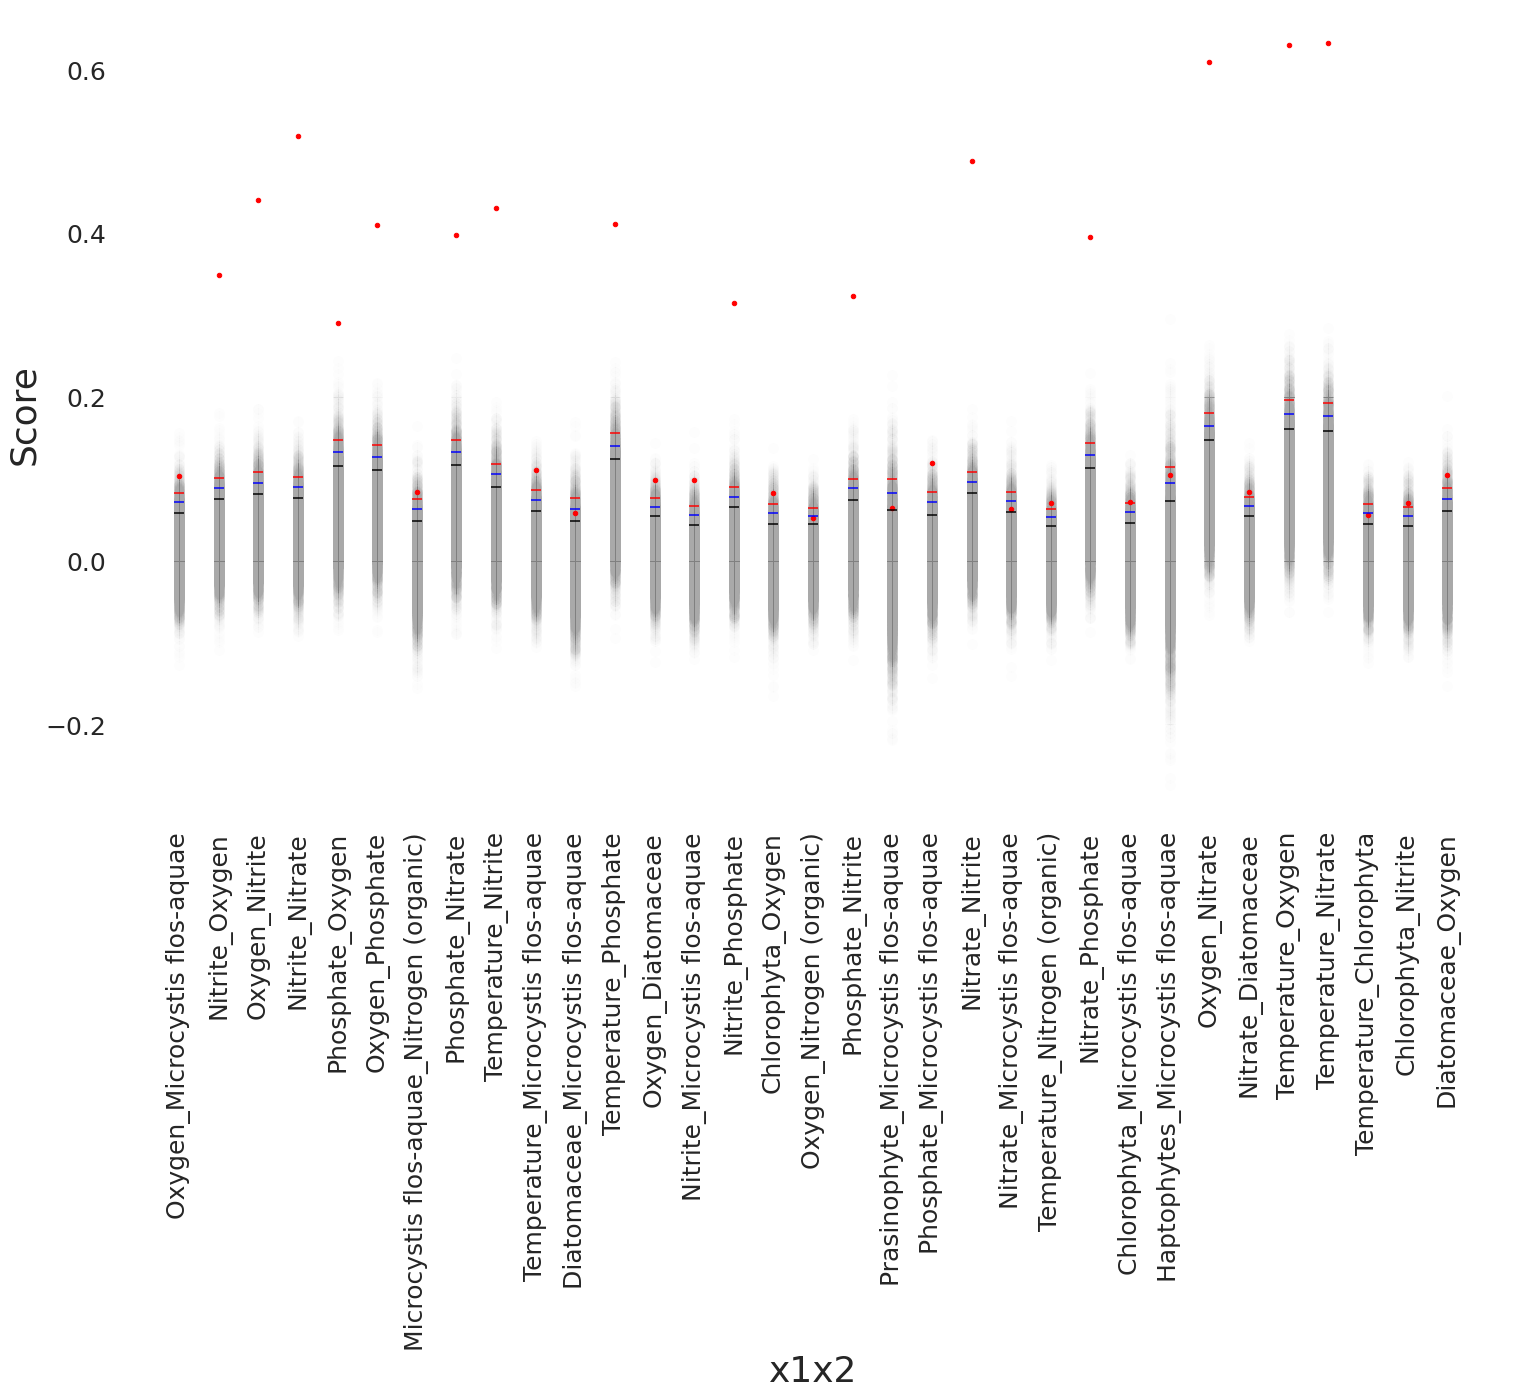 0.6
0.4
0.2
0.0
−0.2
Score
Oxygen_Microcystis flos-aquae
Nitrite_Oxygen
Oxygen_Nitrite
Nitrite_Nitrate
Phosphate_Oxygen
Oxygen_Phosphate
Microcystis flos-aquae_Nitrogen (organic)
Phosphate_Nitrate
Temperature_Nitrite
Temperature_Microcystis flos-aquae
Diatomaceae_Microcystis flos-aquae
Temperature_Phosphate
Oxygen_Diatomaceae
Nitrite_Microcystis flos-aquae
Nitrite_Phosphate
Chlorophyta_Oxygen
Oxygen_Nitrogen (organic)
Phosphate_Nitrite
Prasinophyte_Microcystis flos-aquae
Phosphate_Microcystis flos-aquae
Nitrate_Nitrite
Nitrate_Microcystis flos-aquae
Temperature_Nitrogen (organic)
Nitrate_Phosphate
Chlorophyta_Microcystis flos-aquae
Haptophytes_Microcystis flos-aquae
Oxygen_Nitrate
Nitrate_Diatomaceae
Temperature_Oxygen
Temperature_Nitrate
Temperature_Chlorophyta
Chlorophyta_Nitrite
Diatomaceae_Oxygen
x1x2